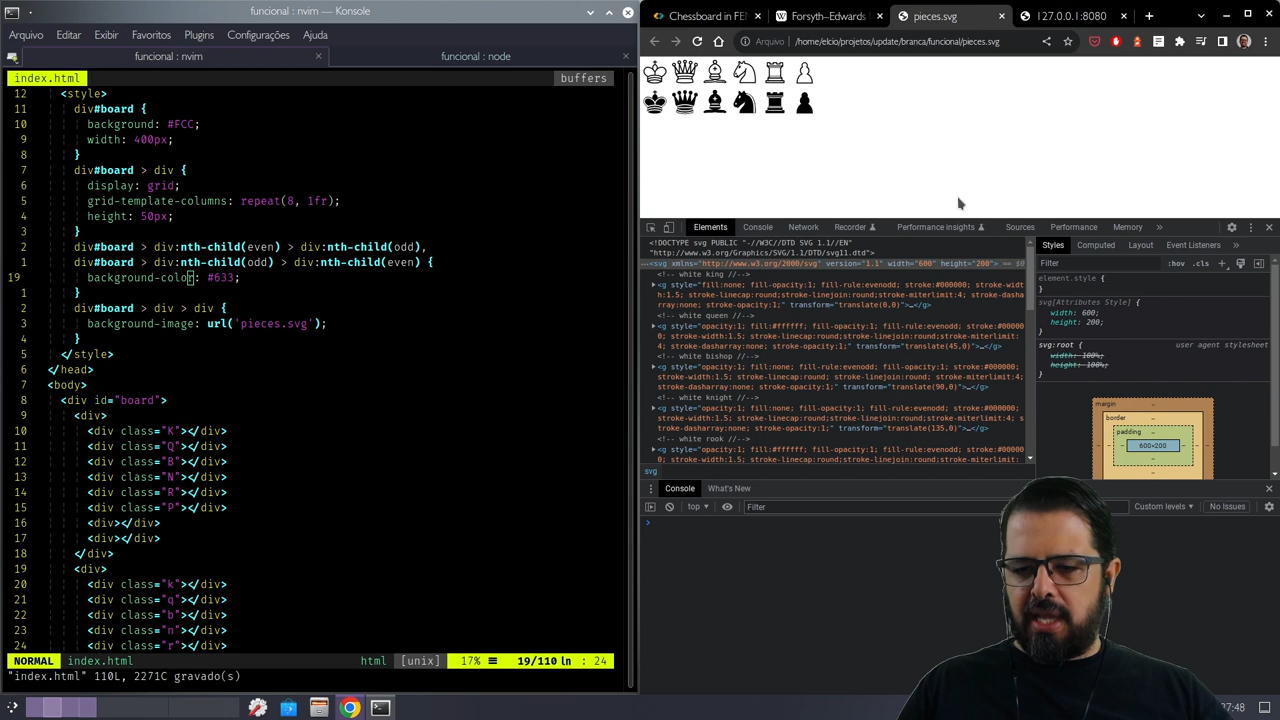 funcional : nvim — Konsole
Arquivo Editar Exibir Favoritos Plugins Configurações Ajuda
funcional : nvim
funcional : node
index.html
buffers
12 <style>
11 div#board {
10 background: #FCC;
9 width: 400px;
8 }
7 div#board > div {
6 display: grid;
5 grid-template-columns: repeat(8, 1fr);
4 height: 50px;
3 }
2 div#board > div:nth-child(even) > div:nth-child(odd),
1 div#board > div:nth-child(odd) > div:nth-child(even) {
19 background-color: #633;
1 }
2 div#board > div > div {
3 background-image: url('pieces.svg');
4 }
5 </style>
6 </head>
7 <body>
8 <div id="board">
9 <div>
10 <div class="K"></div>
11 <div class="Q"></div>
12 <div class="B"></div>
13 <div class="N"></div>
14 <div class="R"></div>
15 <div class="P"></div>
16 <div></div>
17 <div></div>
18 </div>
19 <div>
20 <div class="k"></div>
21 <div class="q"></div>
22 <div class="b"></div>
23 <div class="n"></div>
24 <div class="r"></div>
NORMAL index.html html [unix] 17% 19/110 ln : 24
"index.html" 110L, 2271C gravado(s)
Chessboard in FEN
Forsyth–Edwards
pieces.svg
127.0.0.1:8080
Arquivo /home/elcio/projetos/update/branca/funcional/pieces.svg
Elements Console Network Lighthouse Recorder Performance insights Sources Performance Memory
<!DOCTYPE svg PUBLIC "-//W3C//DTD SVG 1.1//EN"
"http://www.w3.org/Graphics/SVG/1.1/DTD/svg11.dtd">
<svg xmlns="http://www.w3.org/2000/svg" version="1.1" width="600" height="200"> == $0
<!-- white king //-->
<g style="fill:none; fill-opacity:1; fill-rule:evenodd; stroke:#000000; stroke-widt
h:1.5; stroke-linecap:round;stroke-linejoin:round;stroke-miterlimit:4; stroke-dasha
rray:none; stroke-opacity:1;" transform="translate(0,0)">…</g>
<!-- white queen //-->
<g style="opacity:1; fill:#ffffff; fill-opacity:1; fill-rule:evenodd; stroke:#00000
0; stroke-width:1.5; stroke-linecap:round; stroke-linejoin:round; stroke-miterlimit:
4; stroke-dasharray:none; stroke-opacity:1;" transform="translate(45,0)">…</g>
<!-- white bishop //-->
<g style="opacity:1; fill:none; fill-rule:evenodd; fill-opacity:1; stroke:#000000;
stroke-width:1.5; stroke-linecap:round; stroke-linejoin:round; stroke-miterlimit:4;
stroke-dasharray:none; stroke-opacity:1;" transform="translate(90,0)">…</g>
<!-- white knight //-->
<g style="opacity:1; fill:none; fill-opacity:1; fill-rule:evenodd; stroke:#000000;
stroke-width:1.5; stroke-linecap:round;stroke-linejoin:round;stroke-miterlimit:4; s
troke-dasharray:none; stroke-opacity:1;" transform="translate(135,0)">…</g>
<!-- white rook //-->
<g style="opacity:1; fill:#ffffff; fill-opacity:1; fill-rule:evenodd; stroke:#00000
0; stroke-width:1.5; stroke-linecap:round;stroke-linejoin:round;stroke-miterlimit:
svg
Styles Computed Layout Event Listeners
Filter :hov .cls
element.style {
}
svg[Attributes Style] {
width: 600;
height: 200;
}
svg:root user agent stylesheet
width: 100%;
height: 100%;
}
margin
border
padding
600×200
Console What's New
top Filter Custom levels No Issues
27:48